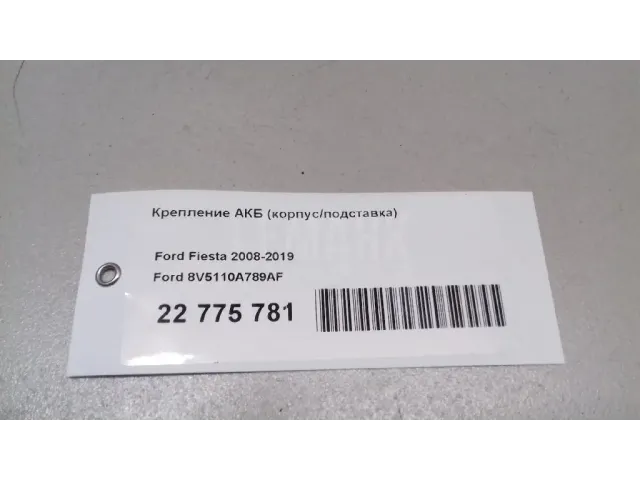 Крепление АКБ (корпус/подставка)
Ford Fiesta 2008-2019
Ford 8V5110A789AF
22 775 781